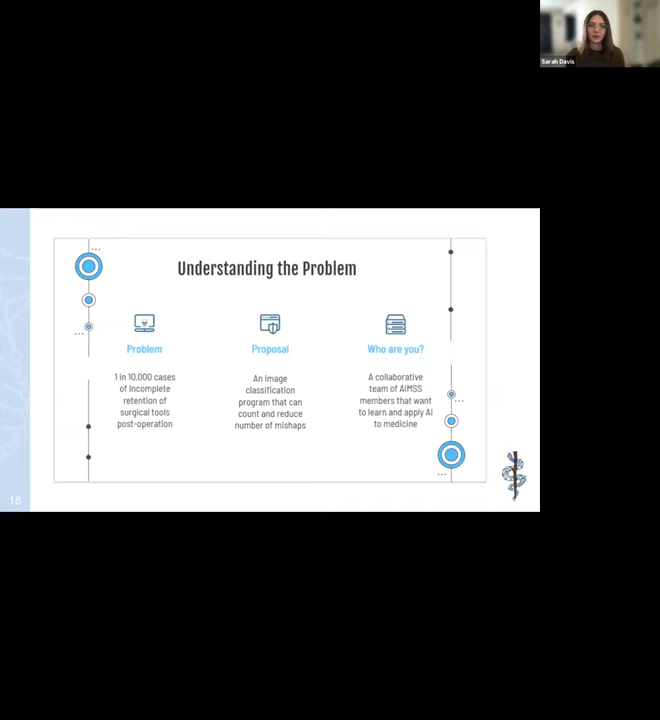 Sarah Davis
Understanding the Problem
Problem
1 in 10,000 cases
of incomplete
retention of
surgical tools
post-operation
Proposal
An image
classification
program that can
count and reduce
number of mishaps
Who are you?
A collaborative
team of AIMSS
members that want
to learn and apply AI
to medicine
18